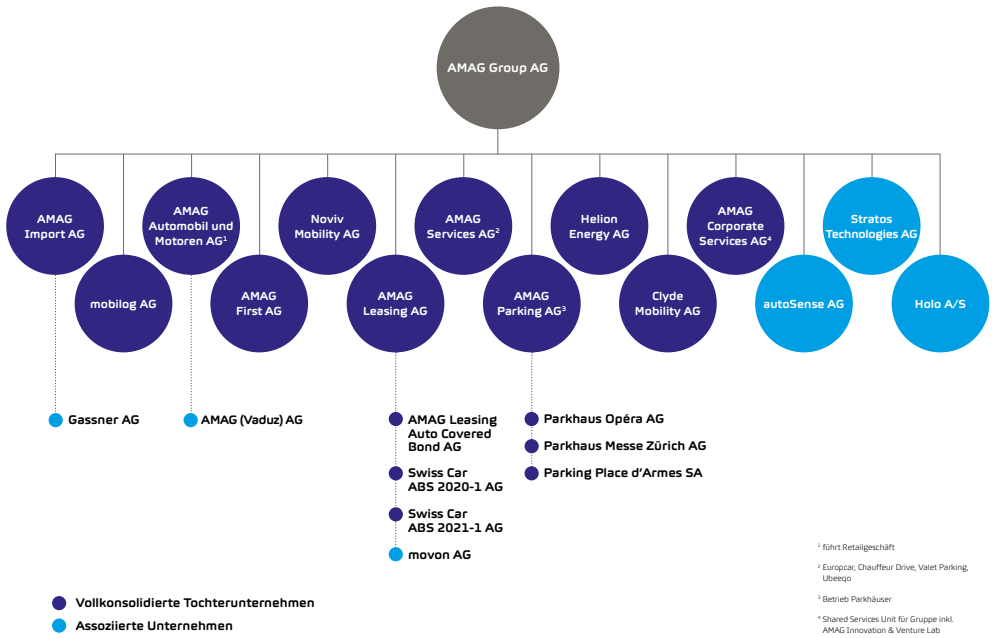 AMAG Group AG
AMAG
Import AG
mobilog AG
AMAG
Automobil und
Motoren AG¹
AMAG
First AG
Noviv
Mobility AG
AMAG
Leasing AG
AMAG
Services AG²
AMAG
Parking AG³
Helion
Energy AG
Clyde
Mobility AG
AMAG
Corporate
Services AG⁴
autoSense AG
Stratos
Technologies AG
Holo A/S
Gassner AG
AMAG (Vaduz) AG
AMAG Leasing
Auto Covered
Bond AG
Swiss Car
ABS 2020-1 AG
Swiss Car
ABS 2021-1 AG
movon AG
Parkhaus Opéra AG
Parkhaus Messe Zürich AG
Parking Place d'Armes SA
Vollkonsolidierte Tochterunternehmen
Assoziierte Unternehmen
¹ führt Retailgeschäft
² Europcar, Chauffeur Drive, Valet Parking,
Ubeeqo
³ Betrieb Parkhäuser
⁴ Shared Services Unit für Gruppe inkl.
AMAG Innovation & Venture Lab